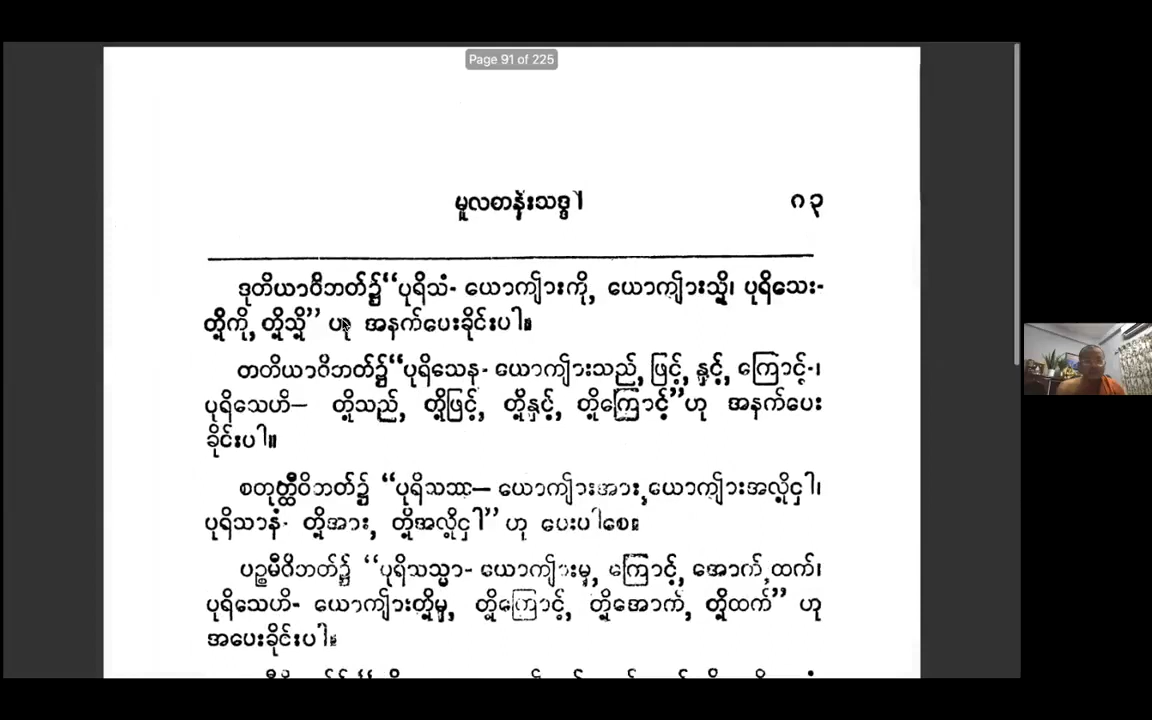 Page 91 of 225
မူလစာနည်းသဒ္ဒါ ၈၃
ဒုတိယာဝိဘတ်၌ “ပုရိသံ- ယောက်ျားကို, ယောက်ျားသို့၊ ပုရိသေး-
တို့ကို, တို့သို့” ဟု အနက်ပေးခိုင်းပါ။
တတိယာဝိဘတ်၌ “ပုရိသေန- ယောက်ျားသည်, ဖြင့်, နှင့်, ကြောင့်-၊
ပုရိသေဟိ— တို့သည်, တို့ဖြင့်, တို့နှင့်, တို့ကြောင့်” ဟု အနက်ပေး
ခိုင်းပါ။
စတုတ္ထီဝိဘတ်၌ “ပုရိသဿ— ယောက်ျားအား, ယောက်ျားအလို့ငှါ၊
ပုရိသာနံ- တို့အား, တို့အလို့ငှါ” ဟု ပေးပါစေ။
ပဉ္စမီဝိဘတ်၌ “ပုရိသသ္မာ- ယောက်ျားမှ, ကြောင့်, အောက်, ထက်၊
ပုရိသေဟိ- ယောက်ျားတို့မှ, တို့ကြောင့်, တို့အောက်, တို့ထက်” ဟု
အပေးခိုင်းပါ။